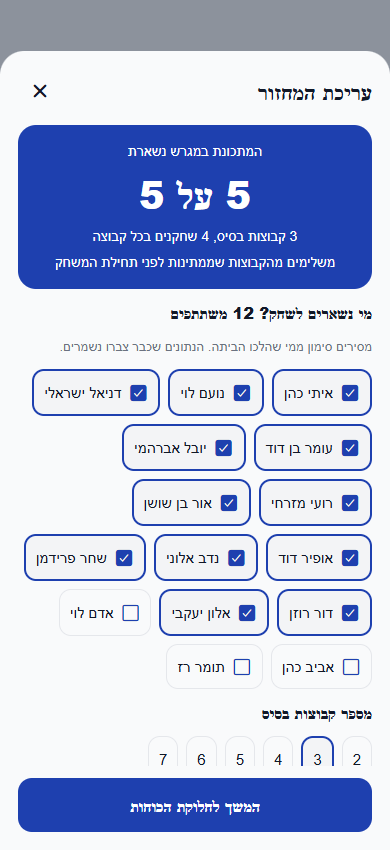 עריכת המחזור
המתכונת במגרש נשארת
5 על 5
3 קבוצות בסיס, 4 שחקנים בכל קבוצה
משלימים מהקבוצות שממתינות לפני תחילת המשחק
מי נשארים לשחק? 12 משתתפים
מסירים סימון ממי שהלכו הביתה. הנתונים שכבר צברו נשמרים.
איתי כהן נועם לוי דניאל ישראלי
עומר בן דוד יובל אברהמי
רועי מזרחי אור בן שושן
אופיר דוד נדב אלוני שחר פרידמן
דור רוזן אלון יעקבי אדם לוי
אביב כהן תומר רז
מספר קבוצות בסיס
2 3 4 5 6 7
המשך לחלוקת הכוחות